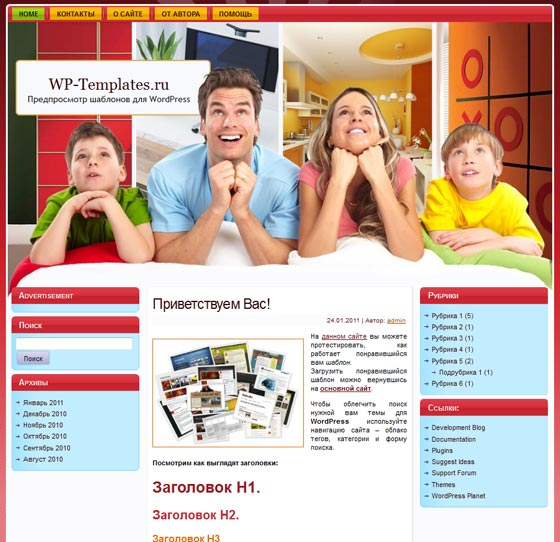 HOME КОНТАКТЫ О САЙТЕ ОТ АВТОРА ПОМОЩЬ
WP-Templates.ru
Предпросмотр шаблонов для WordPress
Advertisement
Поиск
Поиск
Архивы
Январь 2011
Декабрь 2010
Ноябрь 2010
Октябрь 2010
Сентябрь 2010
Август 2010
Приветствуем Вас!
24.01.2011 | Автор: admin
На данном сайте вы можете
протестировать, как
работает понравившийся
вам шаблон.
Загрузить понравившийся
шаблон можно вернувшись
на основной сайт.
Чтобы облегчить поиск
нужной вам темы для
WordPress используйте
навигацию сайта – облако
тегов, категории и форму
поиска.
Посмотрим как выглядят заголовки:
Заголовок H1.
Заголовок H2.
Заголовок H3
Рубрики
Рубрика 1 (5)
Рубрика 2 (1)
Рубрика 3 (1)
Рубрика 4 (1)
Рубрика 5 (2)
Подрубрика 1 (1)
Рубрика 6 (1)
Ссылки:
Development Blog
Documentation
Plugins
Suggest Ideas
Support Forum
Themes
WordPress Planet